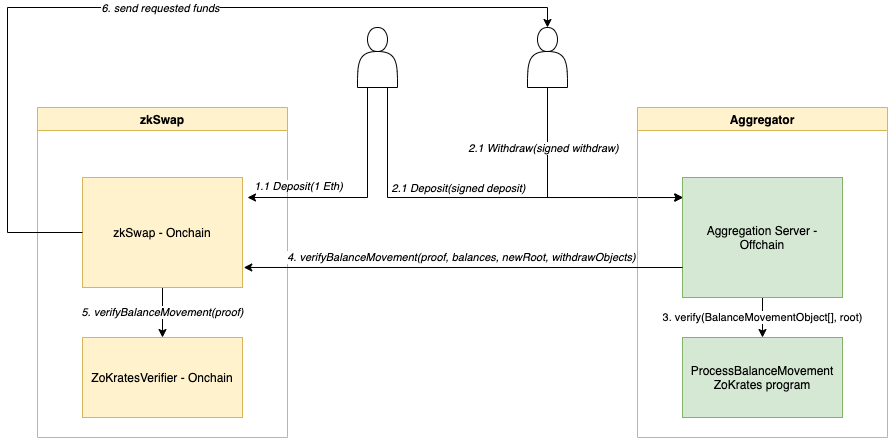 6. send requested funds
zkSwap
Aggregator
2.1 Withdraw(signed withdraw)
1.1 Deposit(1 Eth)
2.1 Deposit(signed deposit)
zkSwap - Onchain
Aggregation Server -
Offchain
4. verifyBalanceMovement(proof, balances, newRoot, withdrawObjects)
5. verifyBalanceMovement(proof)
3. verify(BalanceMovementObject[], root)
ZoKratesVerifier - Onchain
ProcessBalanceMovement
ZoKrates program